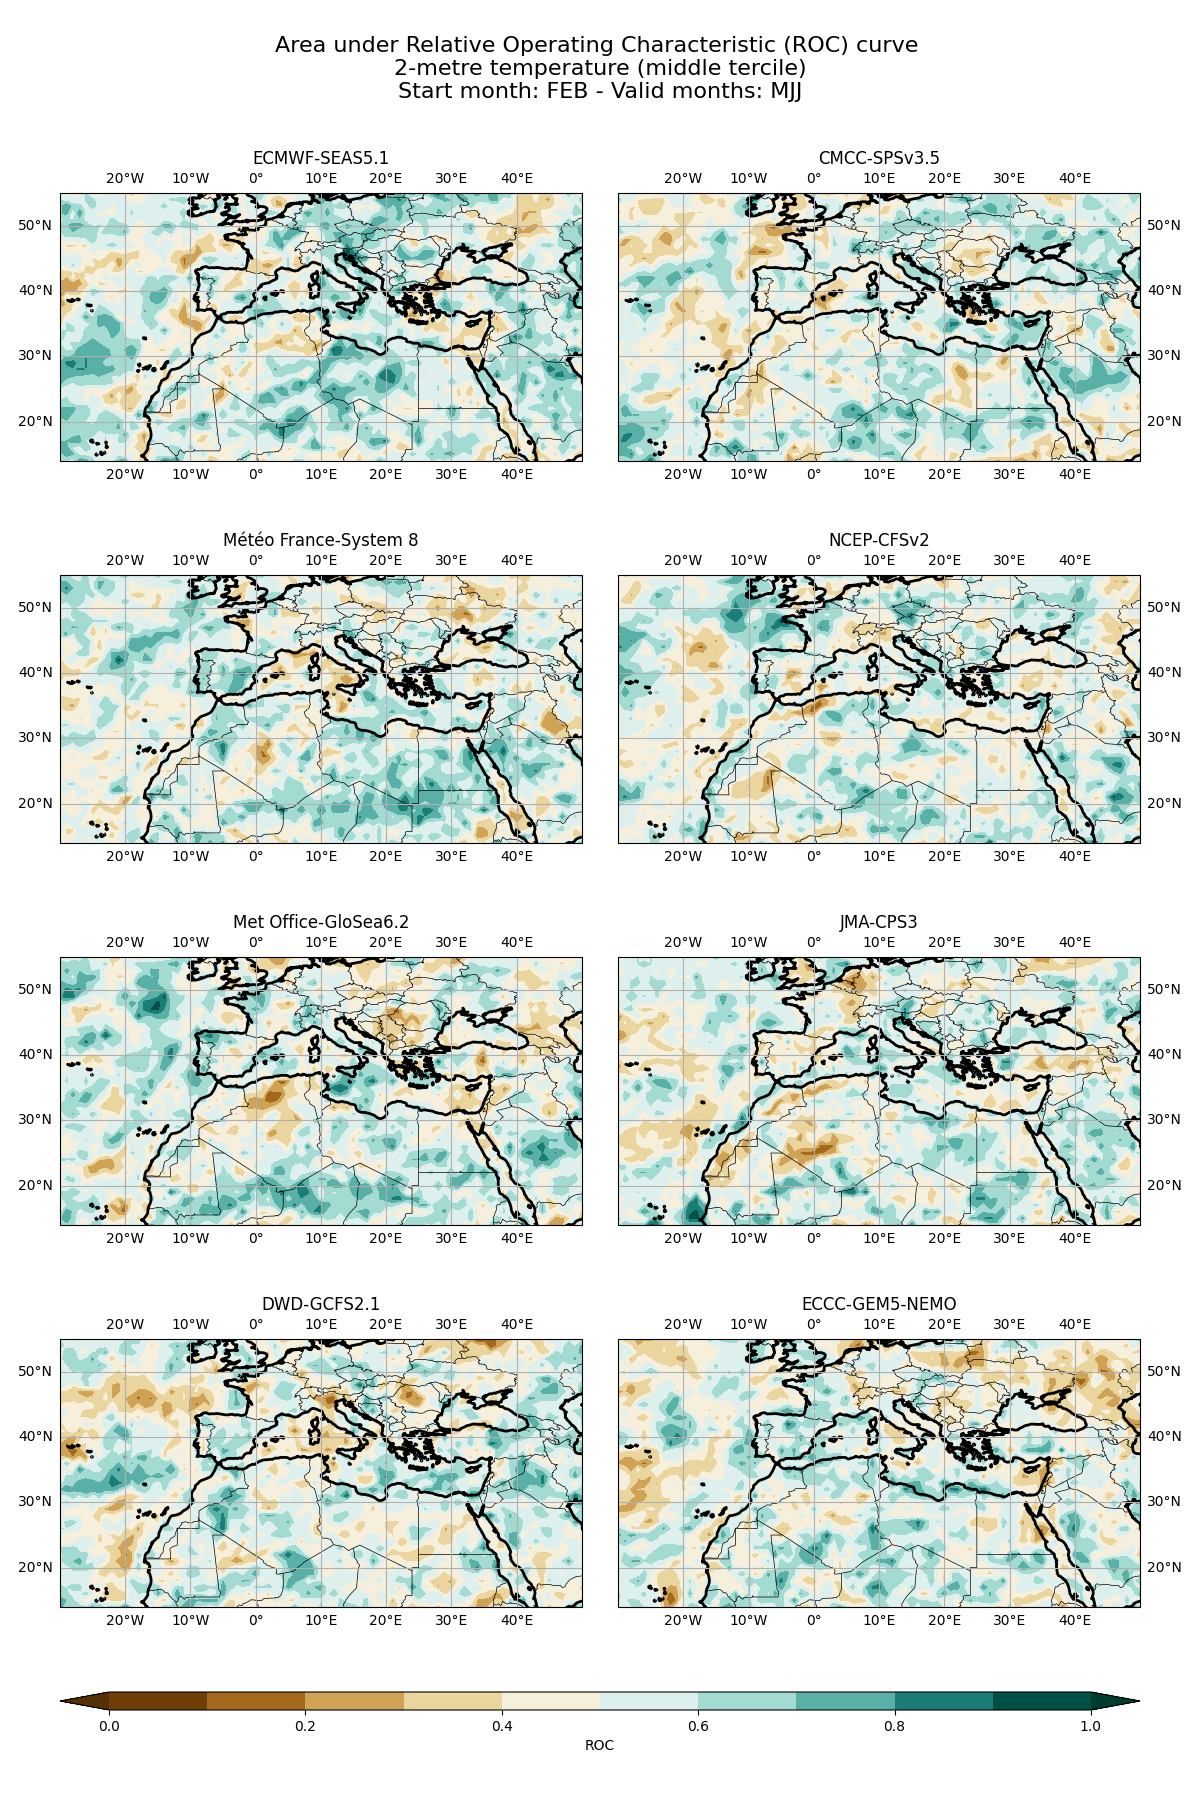 Area under Relative Operating Characteristic (ROC) curve
2-metre temperature (middle tercile)
Start month: FEB - Valid months: MJJ
ECMWF-SEAS5.1
CMCC-SPSv3.5
20°W 10°W 0° 10°E 20°E 30°E 40°E
20°W 10°W 0° 10°E 20°E 30°E 40°E
50°N
50°N
40°N
40°N
30°N
30°N
20°N
20°N
20°W 10°W 0° 10°E 20°E 30°E 40°E
20°W 10°W 0° 10°E 20°E 30°E 40°E
Météo France-System 8
NCEP-CFSv2
20°W 10°W 0° 10°E 20°E 30°E 40°E
20°W 10°W 0° 10°E 20°E 30°E 40°E
50°N
50°N
40°N
40°N
30°N
30°N
20°N
20°N
20°W 10°W 0° 10°E 20°E 30°E 40°E
20°W 10°W 0° 10°E 20°E 30°E 40°E
Met Office-GloSea6.2
JMA-CPS3
20°W 10°W 0° 10°E 20°E 30°E 40°E
20°W 10°W 0° 10°E 20°E 30°E 40°E
50°N
50°N
40°N
40°N
30°N
30°N
20°N
20°N
20°W 10°W 0° 10°E 20°E 30°E 40°E
20°W 10°W 0° 10°E 20°E 30°E 40°E
DWD-GCFS2.1
ECCC-GEM5-NEMO
20°W 10°W 0° 10°E 20°E 30°E 40°E
20°W 10°W 0° 10°E 20°E 30°E 40°E
50°N
50°N
40°N
40°N
30°N
30°N
20°N
20°N
20°W 10°W 0° 10°E 20°E 30°E 40°E
20°W 10°W 0° 10°E 20°E 30°E 40°E
0.0 0.2 0.4 0.6 0.8 1.0
ROC